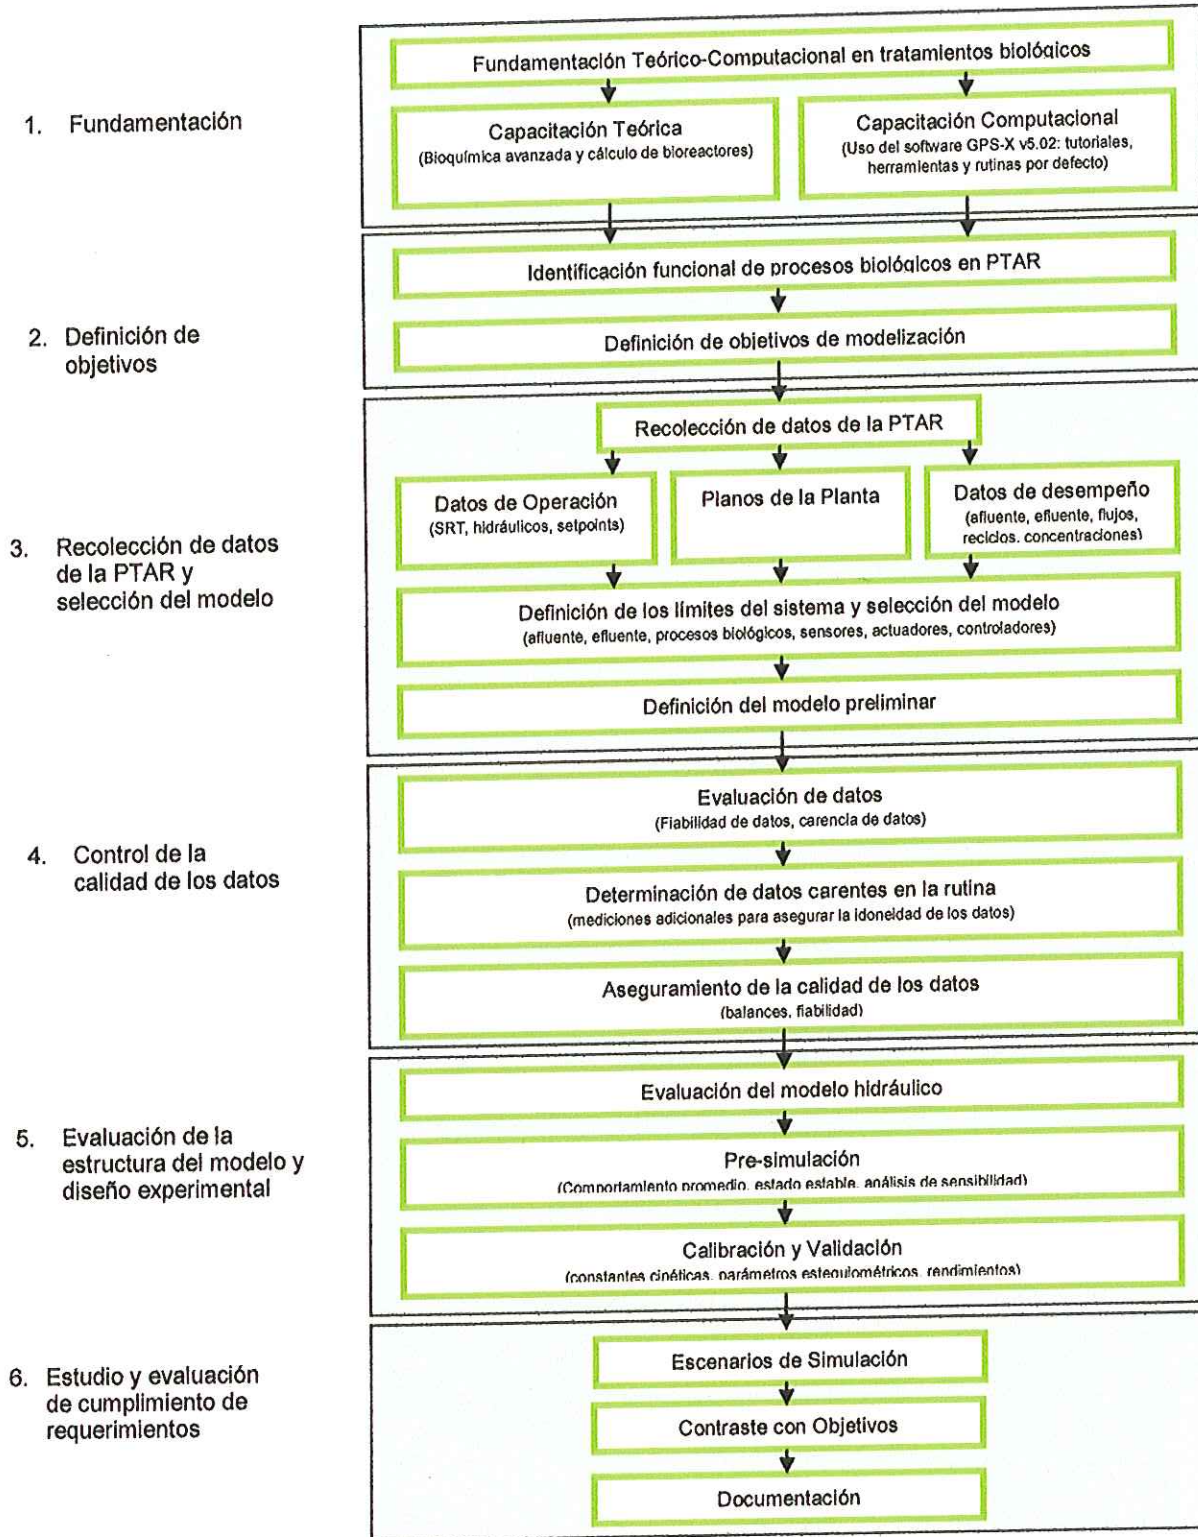 1. Fundamentación
Fundamentación Teórico-Computacional en tratamientos biológicos
Capacitación Teórica
(Bioquímica avanzada y cálculo de bioreactores)
Capacitación Computacional
(Uso del software GPS-X v5.02: tutoriales,
herramientas y rutinas por defecto)
2. Definición de
objetivos
Identificación funcional de procesos biológicos en PTAR
Definición de objetivos de modelización
3. Recolección de datos
de la PTAR y
selección del modelo
Recolección de datos de la PTAR
Datos de Operación
(SRT, hidráulicos, setpoints)
Planos de la Planta
Datos de desempeño
(afluente, efluente, flujos,
reciclos, concentraciones)
Definición de los límites del sistema y selección del modelo
(afluente, efluente, procesos biológicos, sensores, actuadores, controladores)
Definición del modelo preliminar
4. Control de la
calidad de los datos
Evaluación de datos
(Fiabilidad de datos, carencia de datos)
Determinación de datos carentes en la rutina
(mediciones adicionales para asegurar la idoneidad de los datos)
Aseguramiento de la calidad de los datos
(balances, fiabilidad)
5. Evaluación de la
estructura del modelo y
diseño experimental
Evaluación del modelo hidráulico
Pre-simulación
(Comportamiento promedio, estado estable, análisis de sensibilidad)
Calibración y Validación
(constantes cinéticas, parámetros estequiométricos, rendimientos)
6. Estudio y evaluación
de cumplimiento de
requerimientos
Escenarios de Simulación
Contraste con Objetivos
Documentación